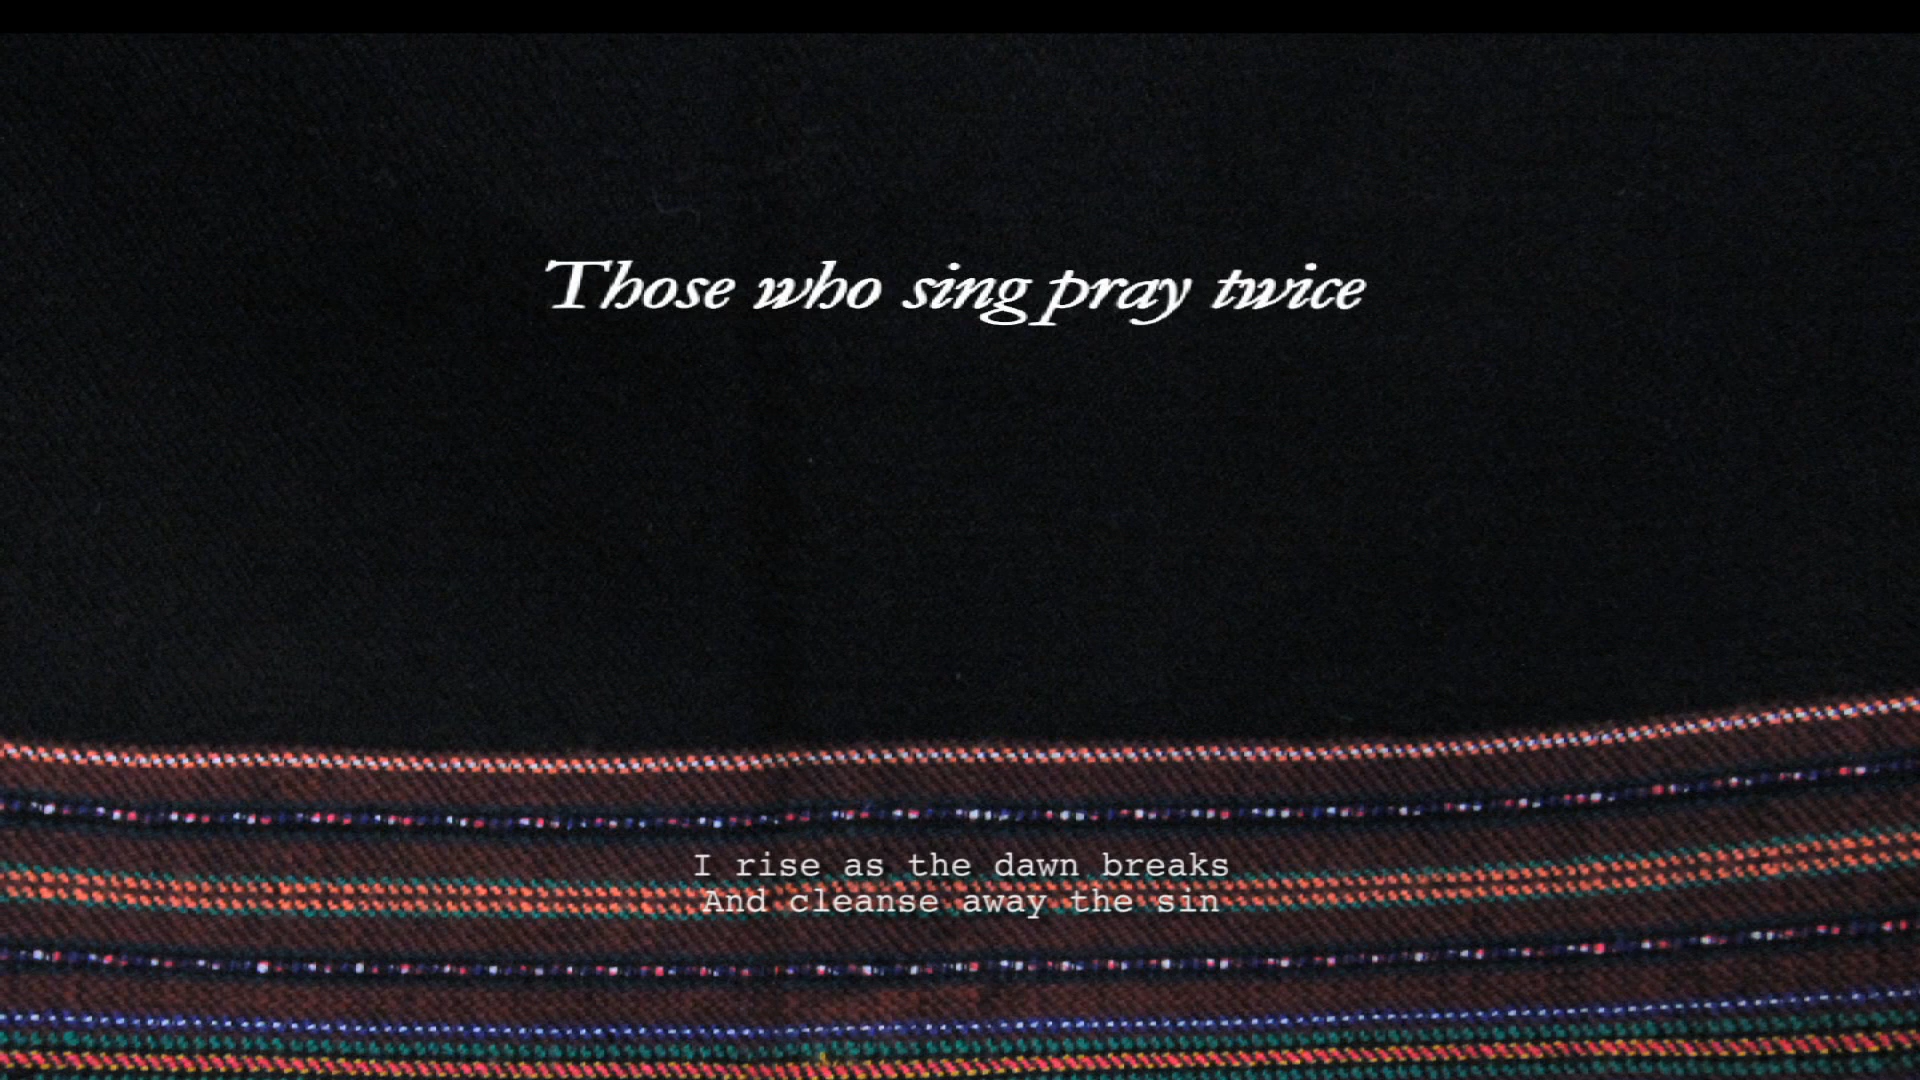 Those who sing pray twice
I rise as the dawn breaks
And cleanse away the sin